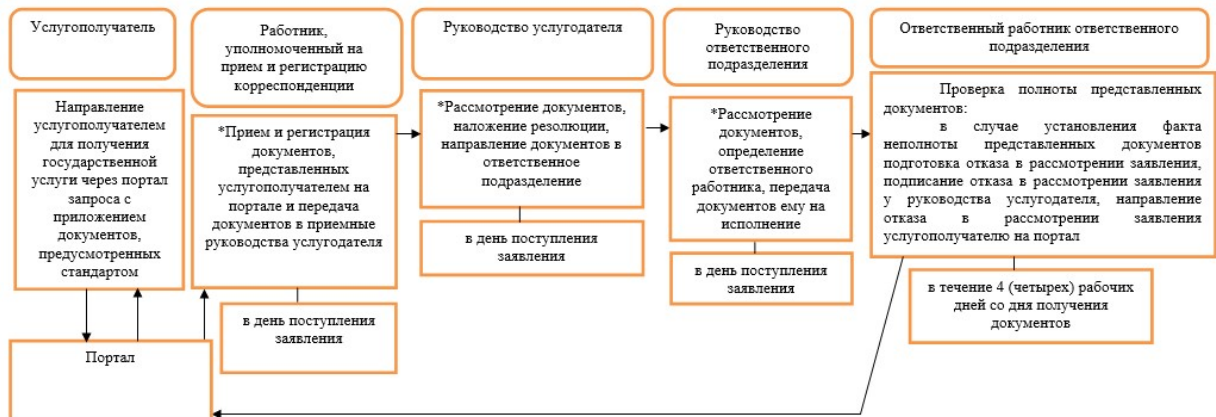 Услугополучатель
Работник,
уполномоченный на
прием и регистрацию
корреспонденции
Руководство услугодателя
Руководство
ответственного
подразделения
Ответственный работник ответственного
подразделения
Направление
услугополучателем
для получения
государственной
услуги через портал
запроса с
приложением
документов,
предусмотренных
стандартом
*Прием и регистрация
документов,
представленных
услугополучателем на
портале и передача
документов в приемные
руководства услугодателя
*Рассмотрение документов,
наложение резолюции,
направление документов в
ответственное
подразделение
*Рассмотрение
документов,
определение
ответственного
работника, передача
документов ему на
исполнение
Проверка полноты представленных
документов:
в случае установления факта
неполноты представленных документов
подготовка отказа в рассмотрении заявления,
подписание отказа в рассмотрении заявления
у руководства услугодателя, направление
отказа в рассмотрении заявления
услугополучателю на портал
в день поступления
заявления
в день поступления
заявления
в день поступления
заявления
в течение 4 (четырех) рабочих
дней со дня получения
документов
Портал